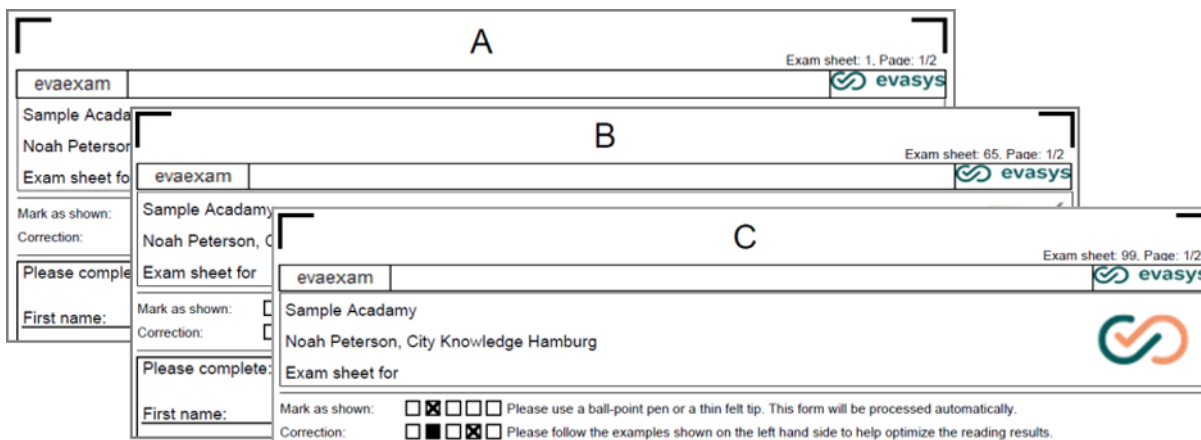 A
Exam sheet: 1, Page: 1/2
evaexam
evasys
Sample Acada
Noah Peterson
Exam sheet fo
Mark as shown:
Correction:
Please comple
First name:
B
Exam sheet: 65, Page: 1/2
evaexam
evasys
Sample Acadamy
Noah Peterson, C
Exam sheet for
Mark as shown:
Correction:
Please complete:
First name:
C
Exam sheet: 99, Page: 1/2
evaexam
evasys
Sample Acadamy
Noah Peterson, City Knowledge Hamburg
Exam sheet for
Mark as shown: Please use a ball-point pen or a thin felt tip. This form will be processed automatically.
Correction: Please follow the examples shown on the left hand side to help optimize the reading results.